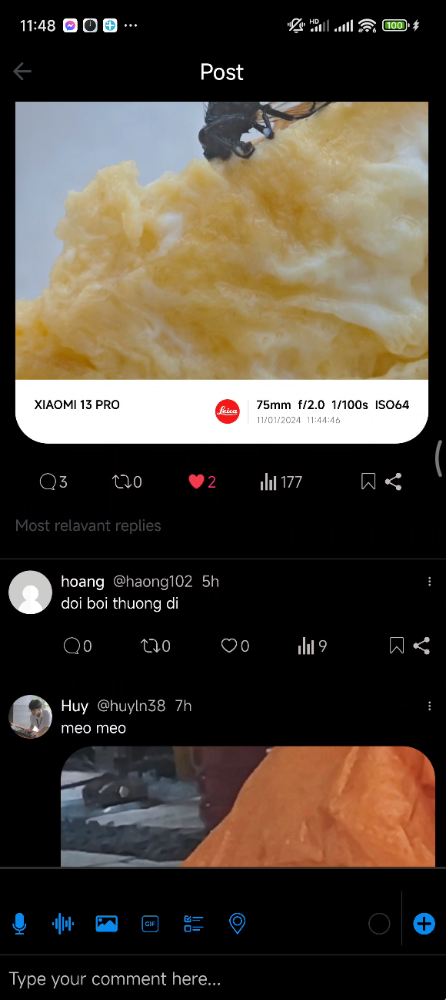 11:48 HD 100
Post
XIAOMI 13 PRO
Leica
75mm f/2.0 1/100s ISO64
11/01/2024 11:44:46
3 0 2 177
Most relavant replies
hoang @haong102 5h
doi boi thuong di
0 0 0 9
Huy @huyln38 7h
meo meo
GIF
Type your comment here...